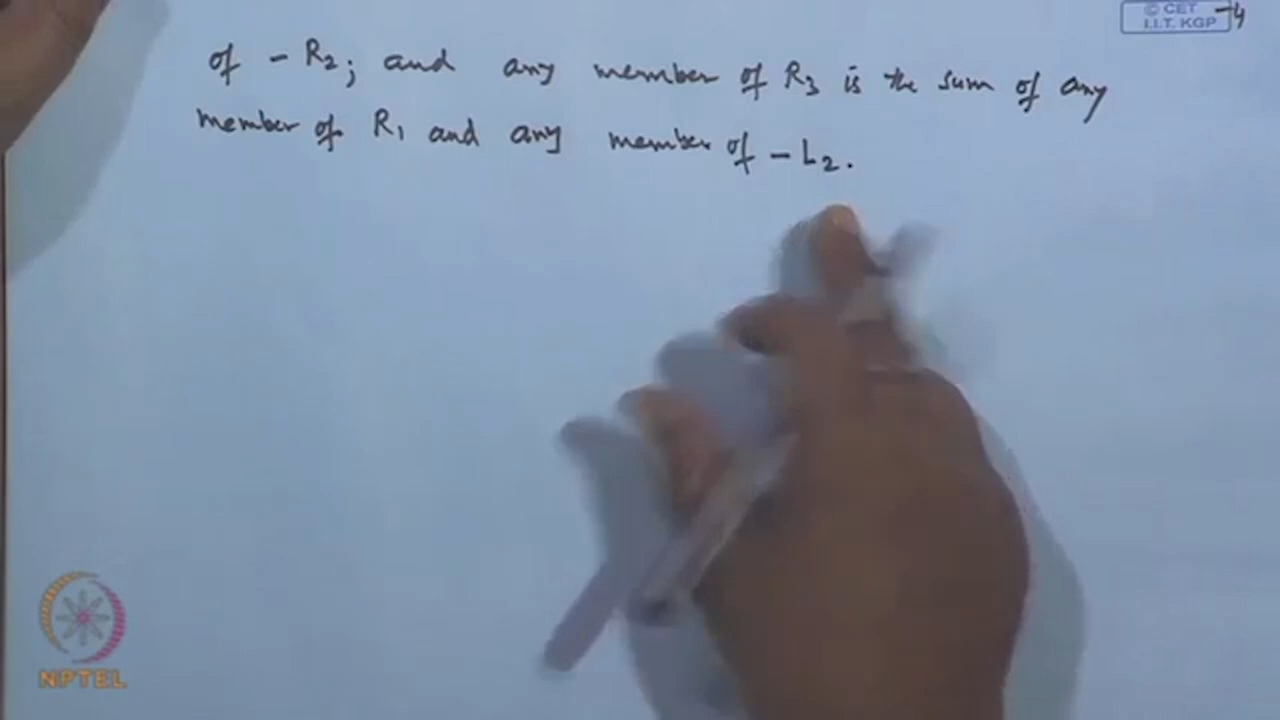 © CET
I.I.T. KGP
-4
of - R₂; and any member of R₃ is the sum of any
member of R₁ and any member of - L₂.
NPTEL